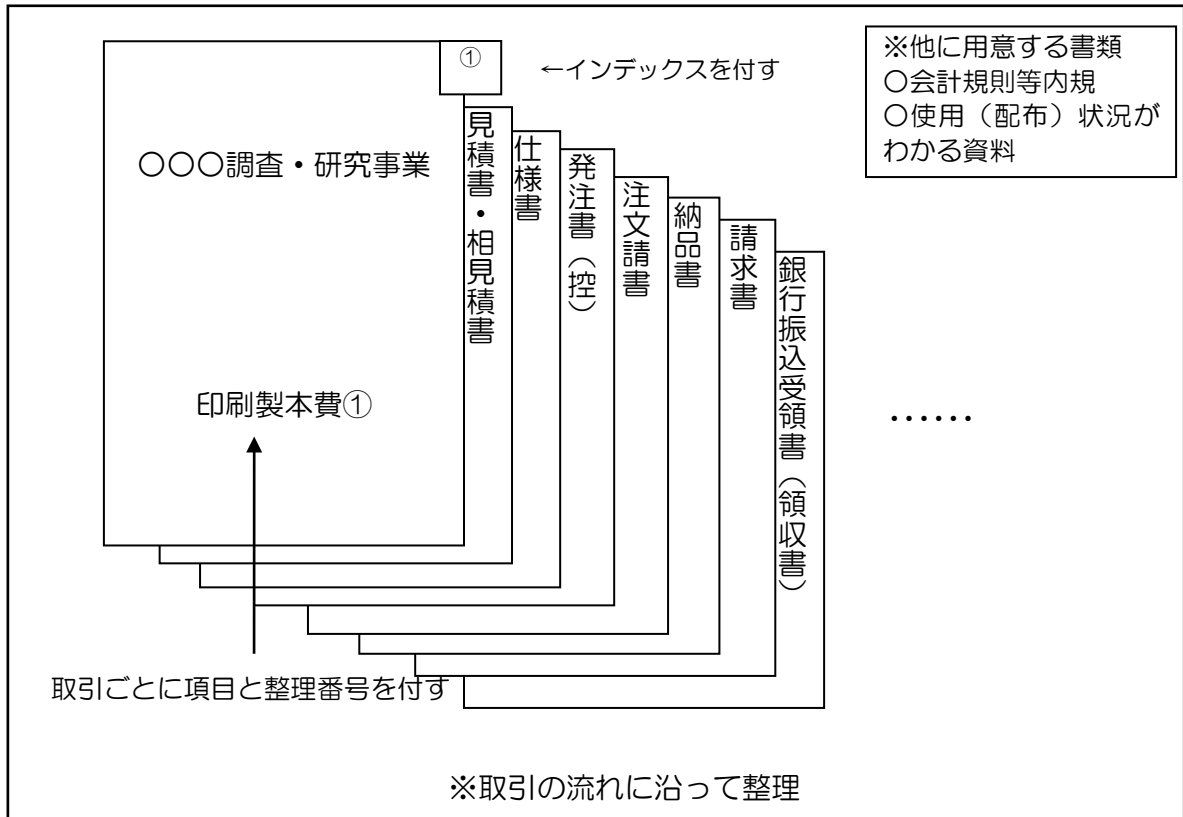 ①
←インデックスを付す
※他に用意する書類
〇会計規則等内規
〇使用（配布）状況が
わかる資料
〇〇〇調査・研究事業
印刷製本費①
見積書・相見積書
仕様書
発注書（控）
注文請書
納品書
請求書
銀行振込受領書（領収書）
……
取引ごとに項目と整理番号を付す
※取引の流れに沿って整理